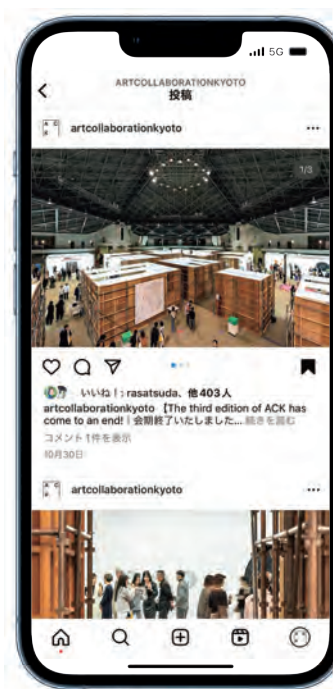 5G
ARTCOLLABORATIONKYOTO
投稿
artcollaborationkyoto
1/3
いいね！：rasatsuda、他403人
artcollaborationkyoto 【The third edition of ACK has
come to an end!｜会期終了いたしました... 続きを読む
コメント1件を表示
10月30日
artcollaborationkyoto